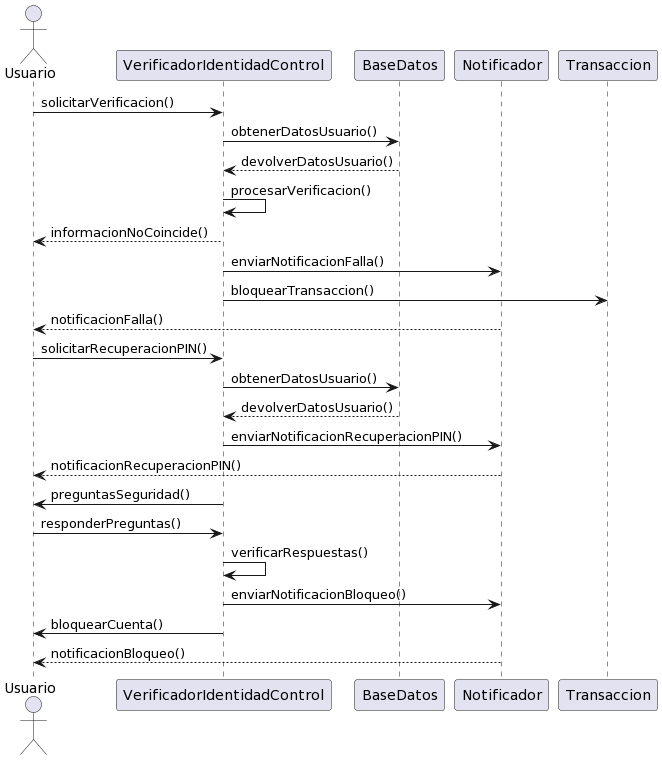 Usuario
VerificadorIdentidadControl
BaseDatos
Notificador
Transaccion
solicitarVerificacion()
obtenerDatosUsuario()
devolverDatosUsuario()
procesarVerificacion()
informacionNoCoincide()
enviarNotificacionFalla()
bloquearTransaccion()
notificacionFalla()
solicitarRecuperacionPIN()
obtenerDatosUsuario()
devolverDatosUsuario()
enviarNotificacionRecuperacionPIN()
notificacionRecuperacionPIN()
preguntasSeguridad()
responderPreguntas()
verificarRespuestas()
enviarNotificacionBloqueo()
bloquearCuenta()
notificacionBloqueo()
Usuario
VerificadorIdentidadControl
BaseDatos
Notificador
Transaccion